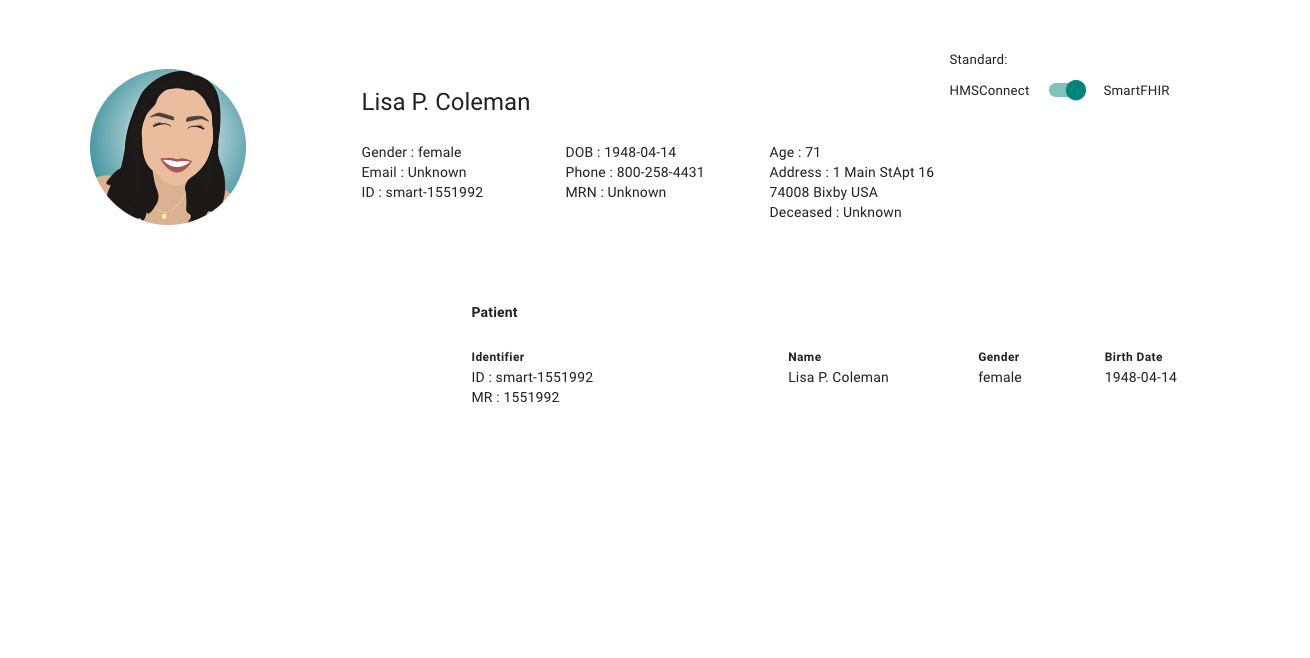 Standard:
HMSConnect SmartFHIR
Lisa P. Coleman
Gender : female
Email : Unknown
ID : smart-1551992
DOB : 1948-04-14
Phone : 800-258-4431
MRN : Unknown
Age : 71
Address : 1 Main StApt 16
74008 Bixby USA
Deceased : Unknown
Patient
Identifier Name Gender Birth Date
ID : smart-1551992 Lisa P. Coleman female 1948-04-14
MR : 1551992